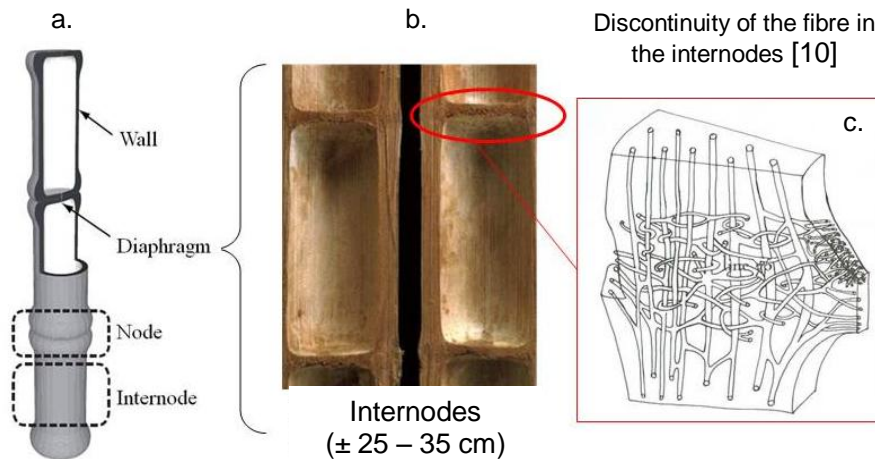 a.
b.
Discontinuity of the fibre in
the internodes [10]
c.
Wall
Diaphragm
Node
Internode
Internodes
(± 25 – 35 cm)